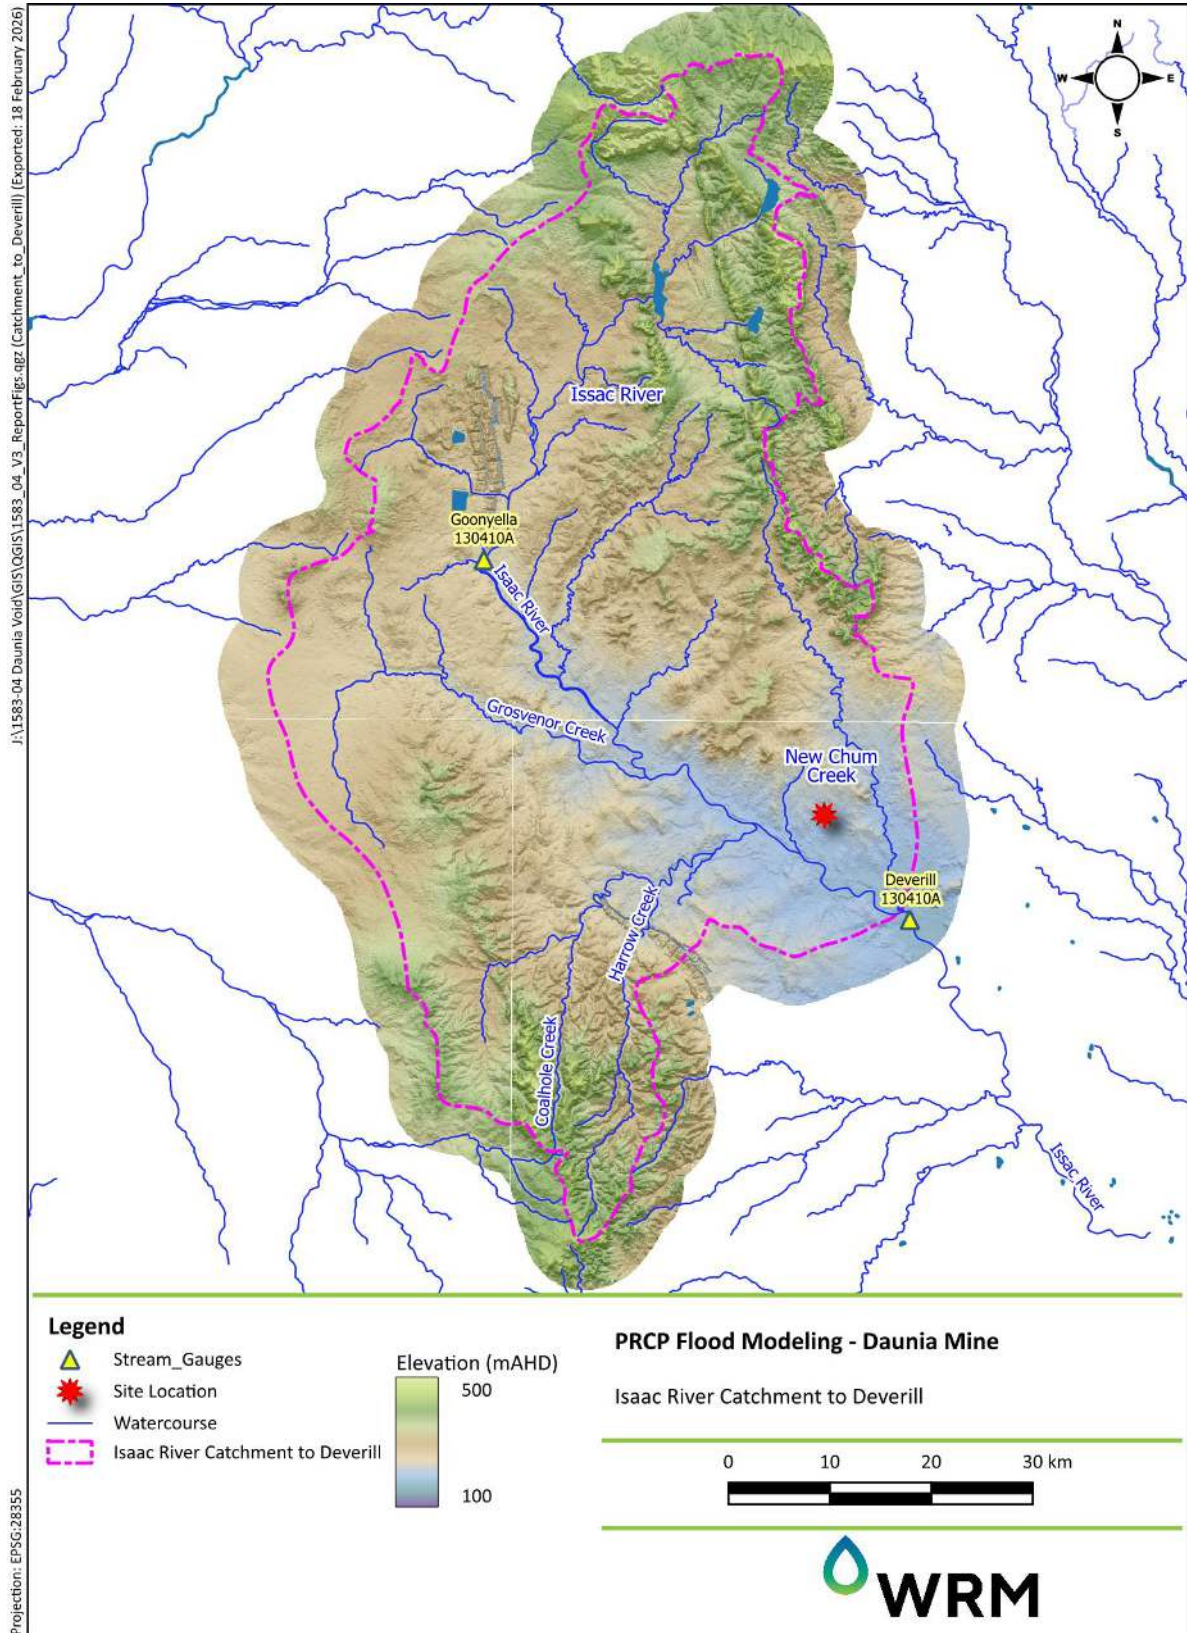 J:\1583-04 Daunia Void\GIS\QGIS\1583_04_V3_ReportFigs.qgz (Catchment_to_Deverill) (Exported: 18 February 2026)
N
W
E
S
Issac River
Goonyella
130410A
Isaac River
Grosvenor Creek
New Chum
Creek
Deverill
130410A
Harrow Creek
Coalhole Creek
Issac River
Legend
Stream_Gauges
Site Location
Watercourse
Isaac River Catchment to Deverill
Elevation (mAHD)
500
100
PRCP Flood Modeling - Daunia Mine
Isaac River Catchment to Deverill
0 10 20 30 km
WRM
Projection: EPSG:28355